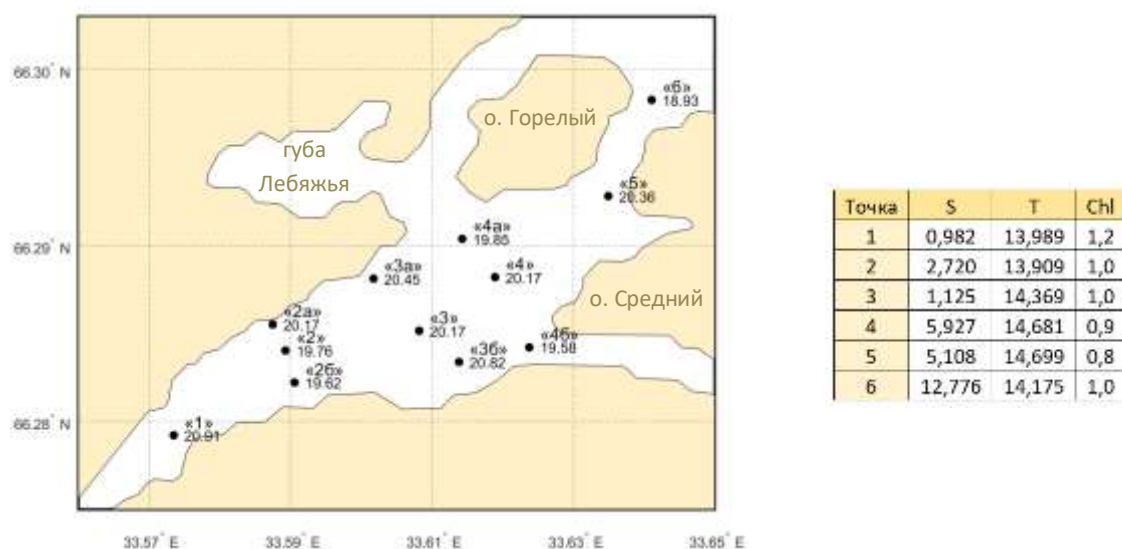 66.30° N
66.29° N
66.28° N
33.57° E
33.59° E
33.61° E
33.63° E
33.65° E
о. Горелый
губа
Лебяжья
о. Средний
«6»
18.93
«5»
20.36
«4а»
19.85
«4»
20.17
«3а»
20.45
«3»
20.17
«4б»
19.58
«3б»
20.82
«2а»
20.17
«2»
19.76
«2б»
19.62
«1»
20.91
Точка S T Chl
1 0,982 13,989 1,2
2 2,720 13,909 1,0
3 1,125 14,369 1,0
4 5,927 14,681 0,9
5 5,108 14,699 0,8
6 12,776 14,175 1,0